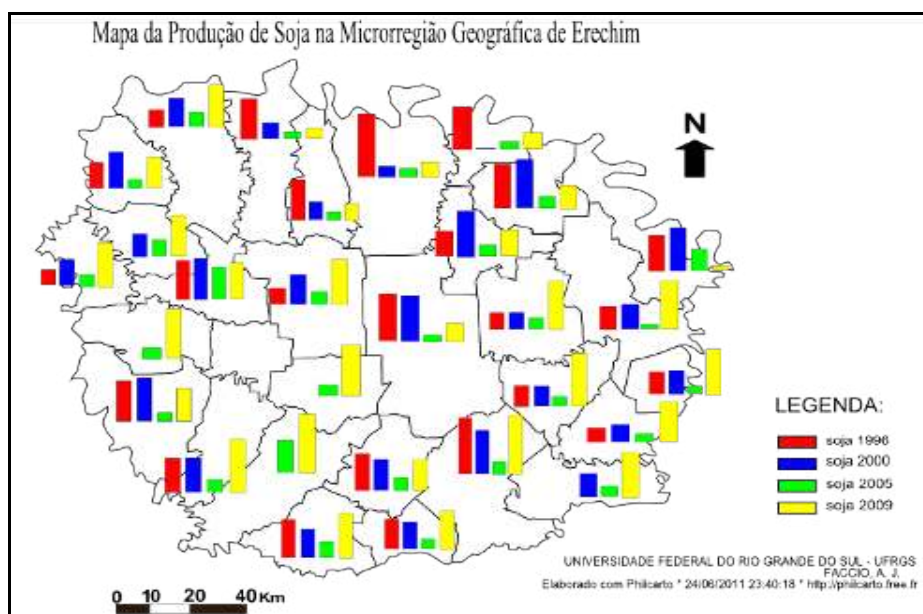 Mapa da Produção de Soja na Microrregião Geográfica de Erechim
N
LEGENDA:
soja 1996
soja 2000
soja 2005
soja 2009
UNIVERSIDADE FEDERAL DO RIO GRANDE DO SUL - UFRGS
FACCIO, A. J.
Elaborado com Philcarto * 24/06/2011 23:40:18 * http://philcarto.free.fr
0 10 20 40 Km